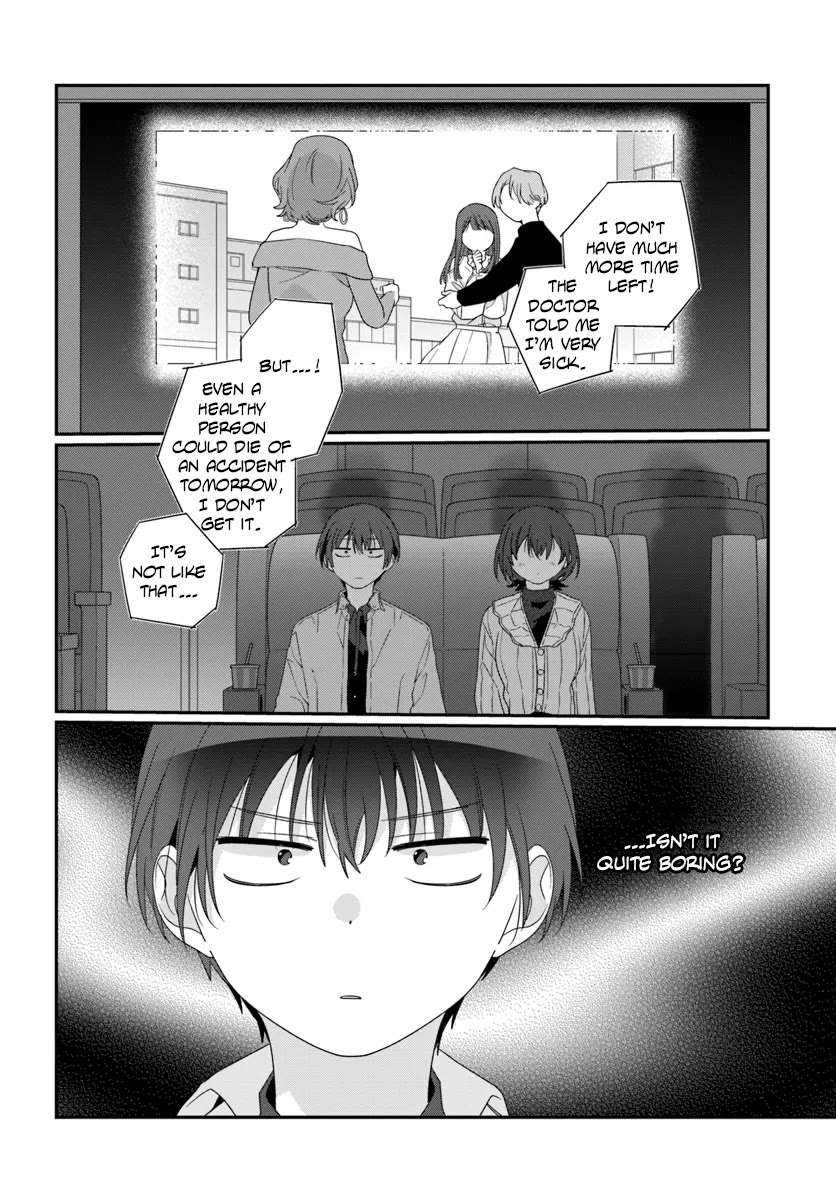 I DON'T
HAVE MUCH
MORE TIME
LEFT!
THE
DOCTOR
TOLD ME
I'M VERY
SICK.
BUT...!
EVEN A
HEALTHY
PERSON
COULD DIE OF
AN ACCIDENT
TOMORROW,
I DON'T
GET IT.
IT'S
NOT LIKE
THAT...
...ISN'T IT
QUITE BORING?